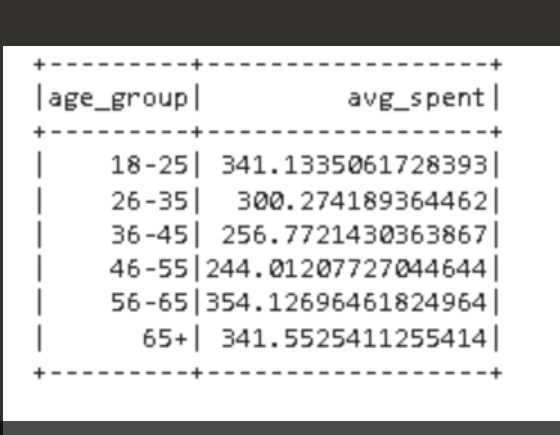 +---------+------------------+
|age_group|         avg_spent|
+---------+------------------+
|    18-25| 341.1335061728393|
|    26-35|  300.274189364462|
|    36-45| 256.7721430363867|
|    46-55|244.01207727044644|
|    56-65|354.12696461824964|
|      65+| 341.5525411255414|
+---------+------------------+